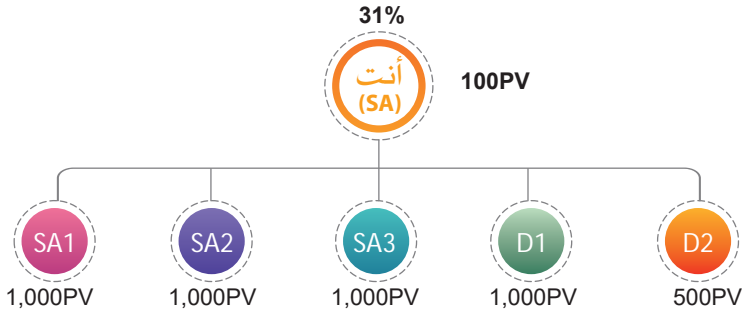 31%
أنت
(SA)
100PV
SA1
SA2
SA3
D1
D2
1,000PV
1,000PV
1,000PV
1,000PV
500PV